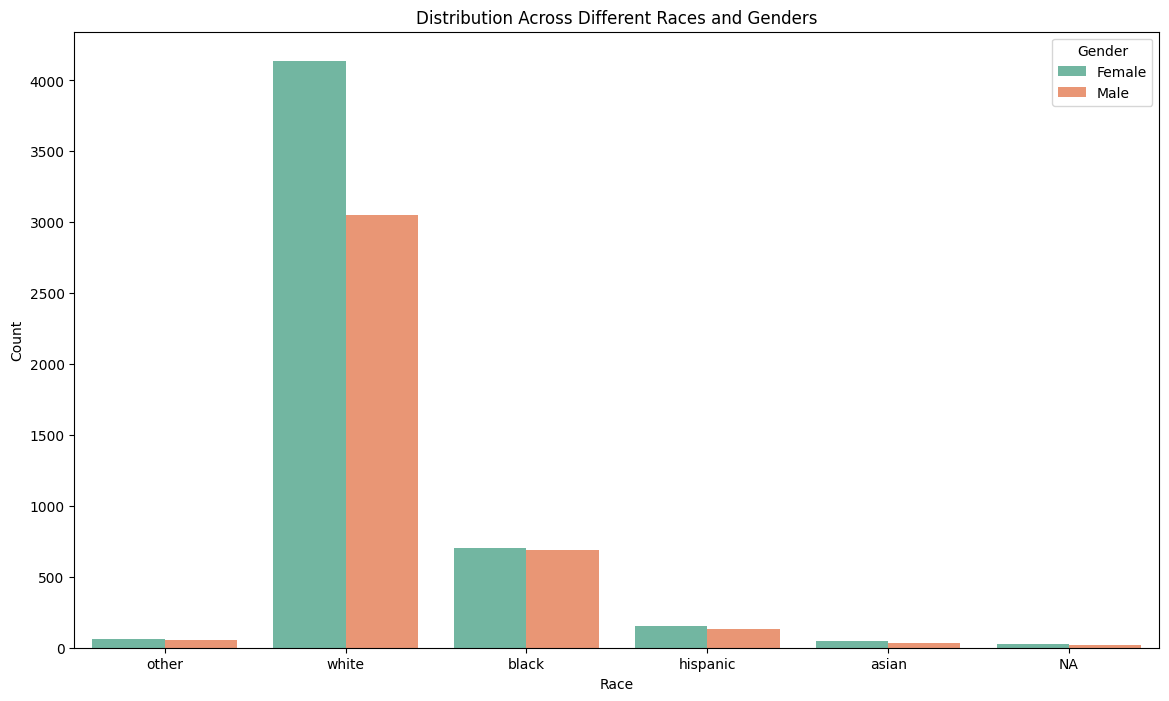 Distribution Across Different Races and Genders
Gender
Female
Male
4000
3500
3000
2500
2000
1500
1000
500
0
Count
other white black hispanic asian NA
Race